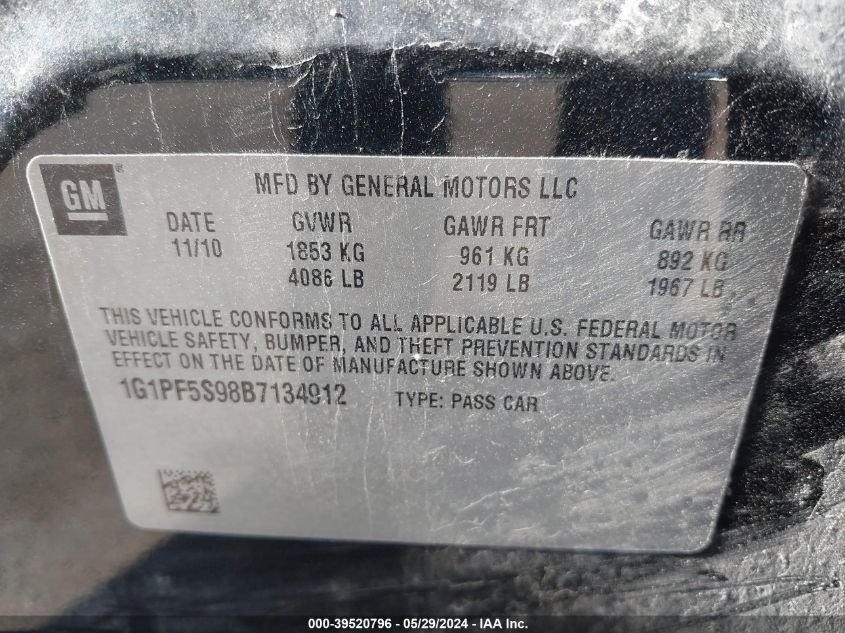 GM®
MFD BY GENERAL MOTORS LLC
DATE GVWR GAWR FRT GAWR RR
11/10 1853 KG 961 KG 892 KG
4086 LB 2119 LB 1967 LB
THIS VEHICLE CONFORMS TO ALL APPLICABLE U.S. FEDERAL MOTOR
VEHICLE SAFETY, BUMPER, AND THEFT PREVENTION STANDARDS IN
EFFECT ON THE DATE OF MANUFACTURE SHOWN ABOVE.
1G1PF5S98B7134912 TYPE: PASS CAR
000-39520796 - 05/29/2024 - IAA Inc.